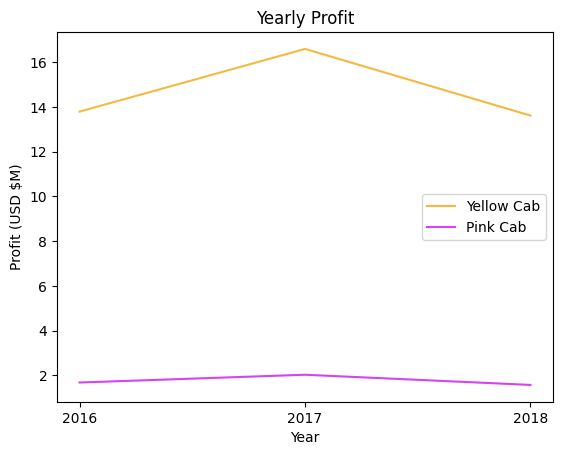 Yearly Profit
Profit (USD $M)
16
14
12
10
8
6
4
2
Yellow Cab
Pink Cab
2016
2017
2018
Year